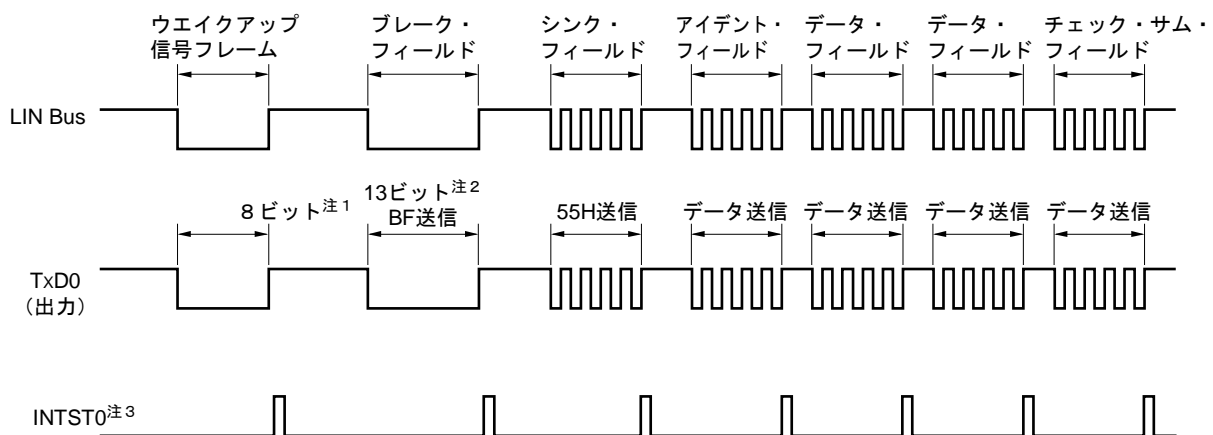 ウエイクアップ
信号フレーム
ブレーク・
フィールド
シンク・
フィールド
アイデント・
フィールド
データ・
フィールド
データ・
フィールド
チェック・サム・
フィールド
LIN Bus
8ビット注1
13ビット注2
BF送信
55H送信
データ送信
データ送信
データ送信
データ送信
TxD0
（出力）
INTST0注3